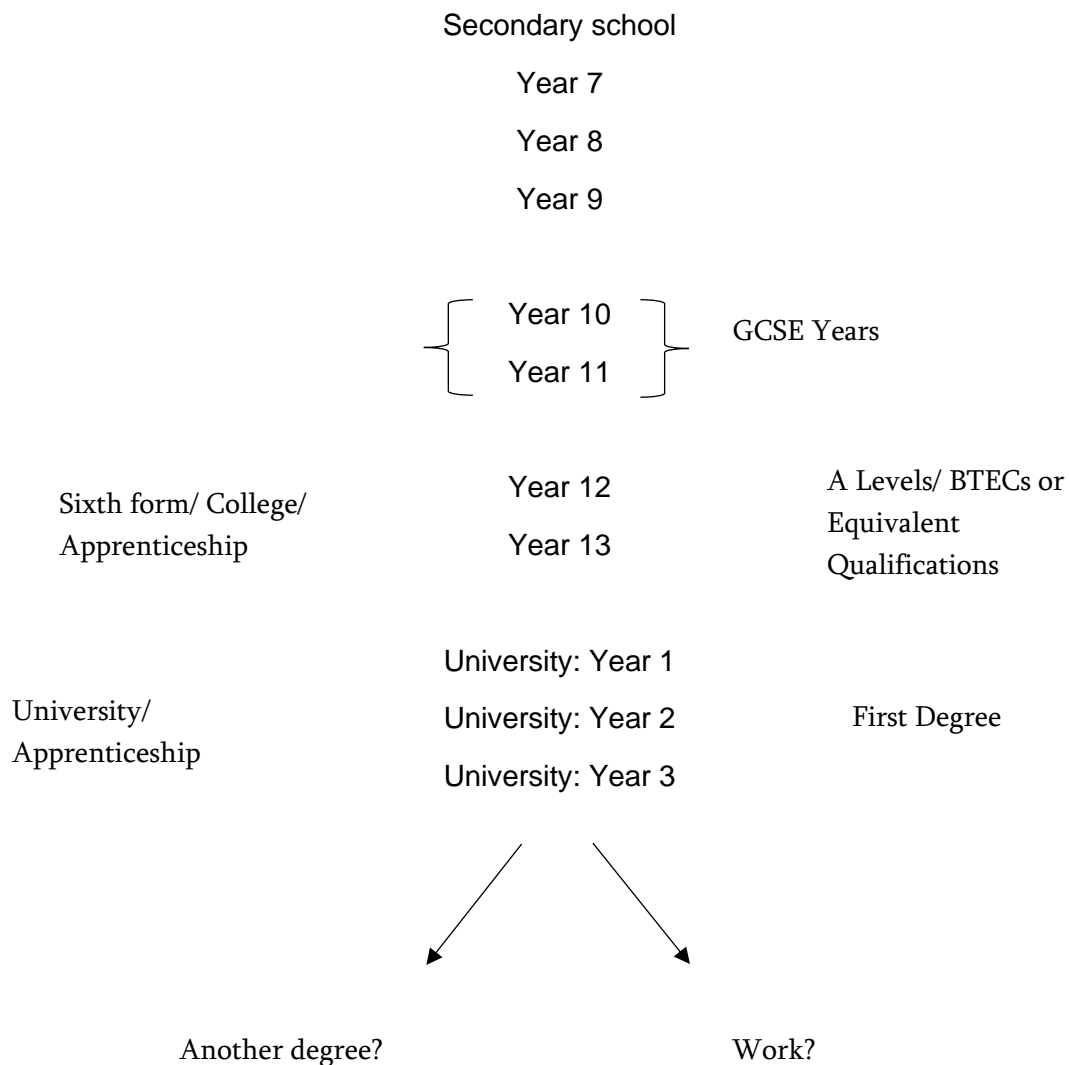 Secondary school
Year 7
Year 8
Year 9
Year 10
Year 11
GCSE Years
Sixth form/ College/
Apprenticeship
Year 12
Year 13
A Levels/ BTECs or
Equivalent
Qualifications
University/
Apprenticeship
University: Year 1
University: Year 2
University: Year 3
First Degree
Another degree?
Work?